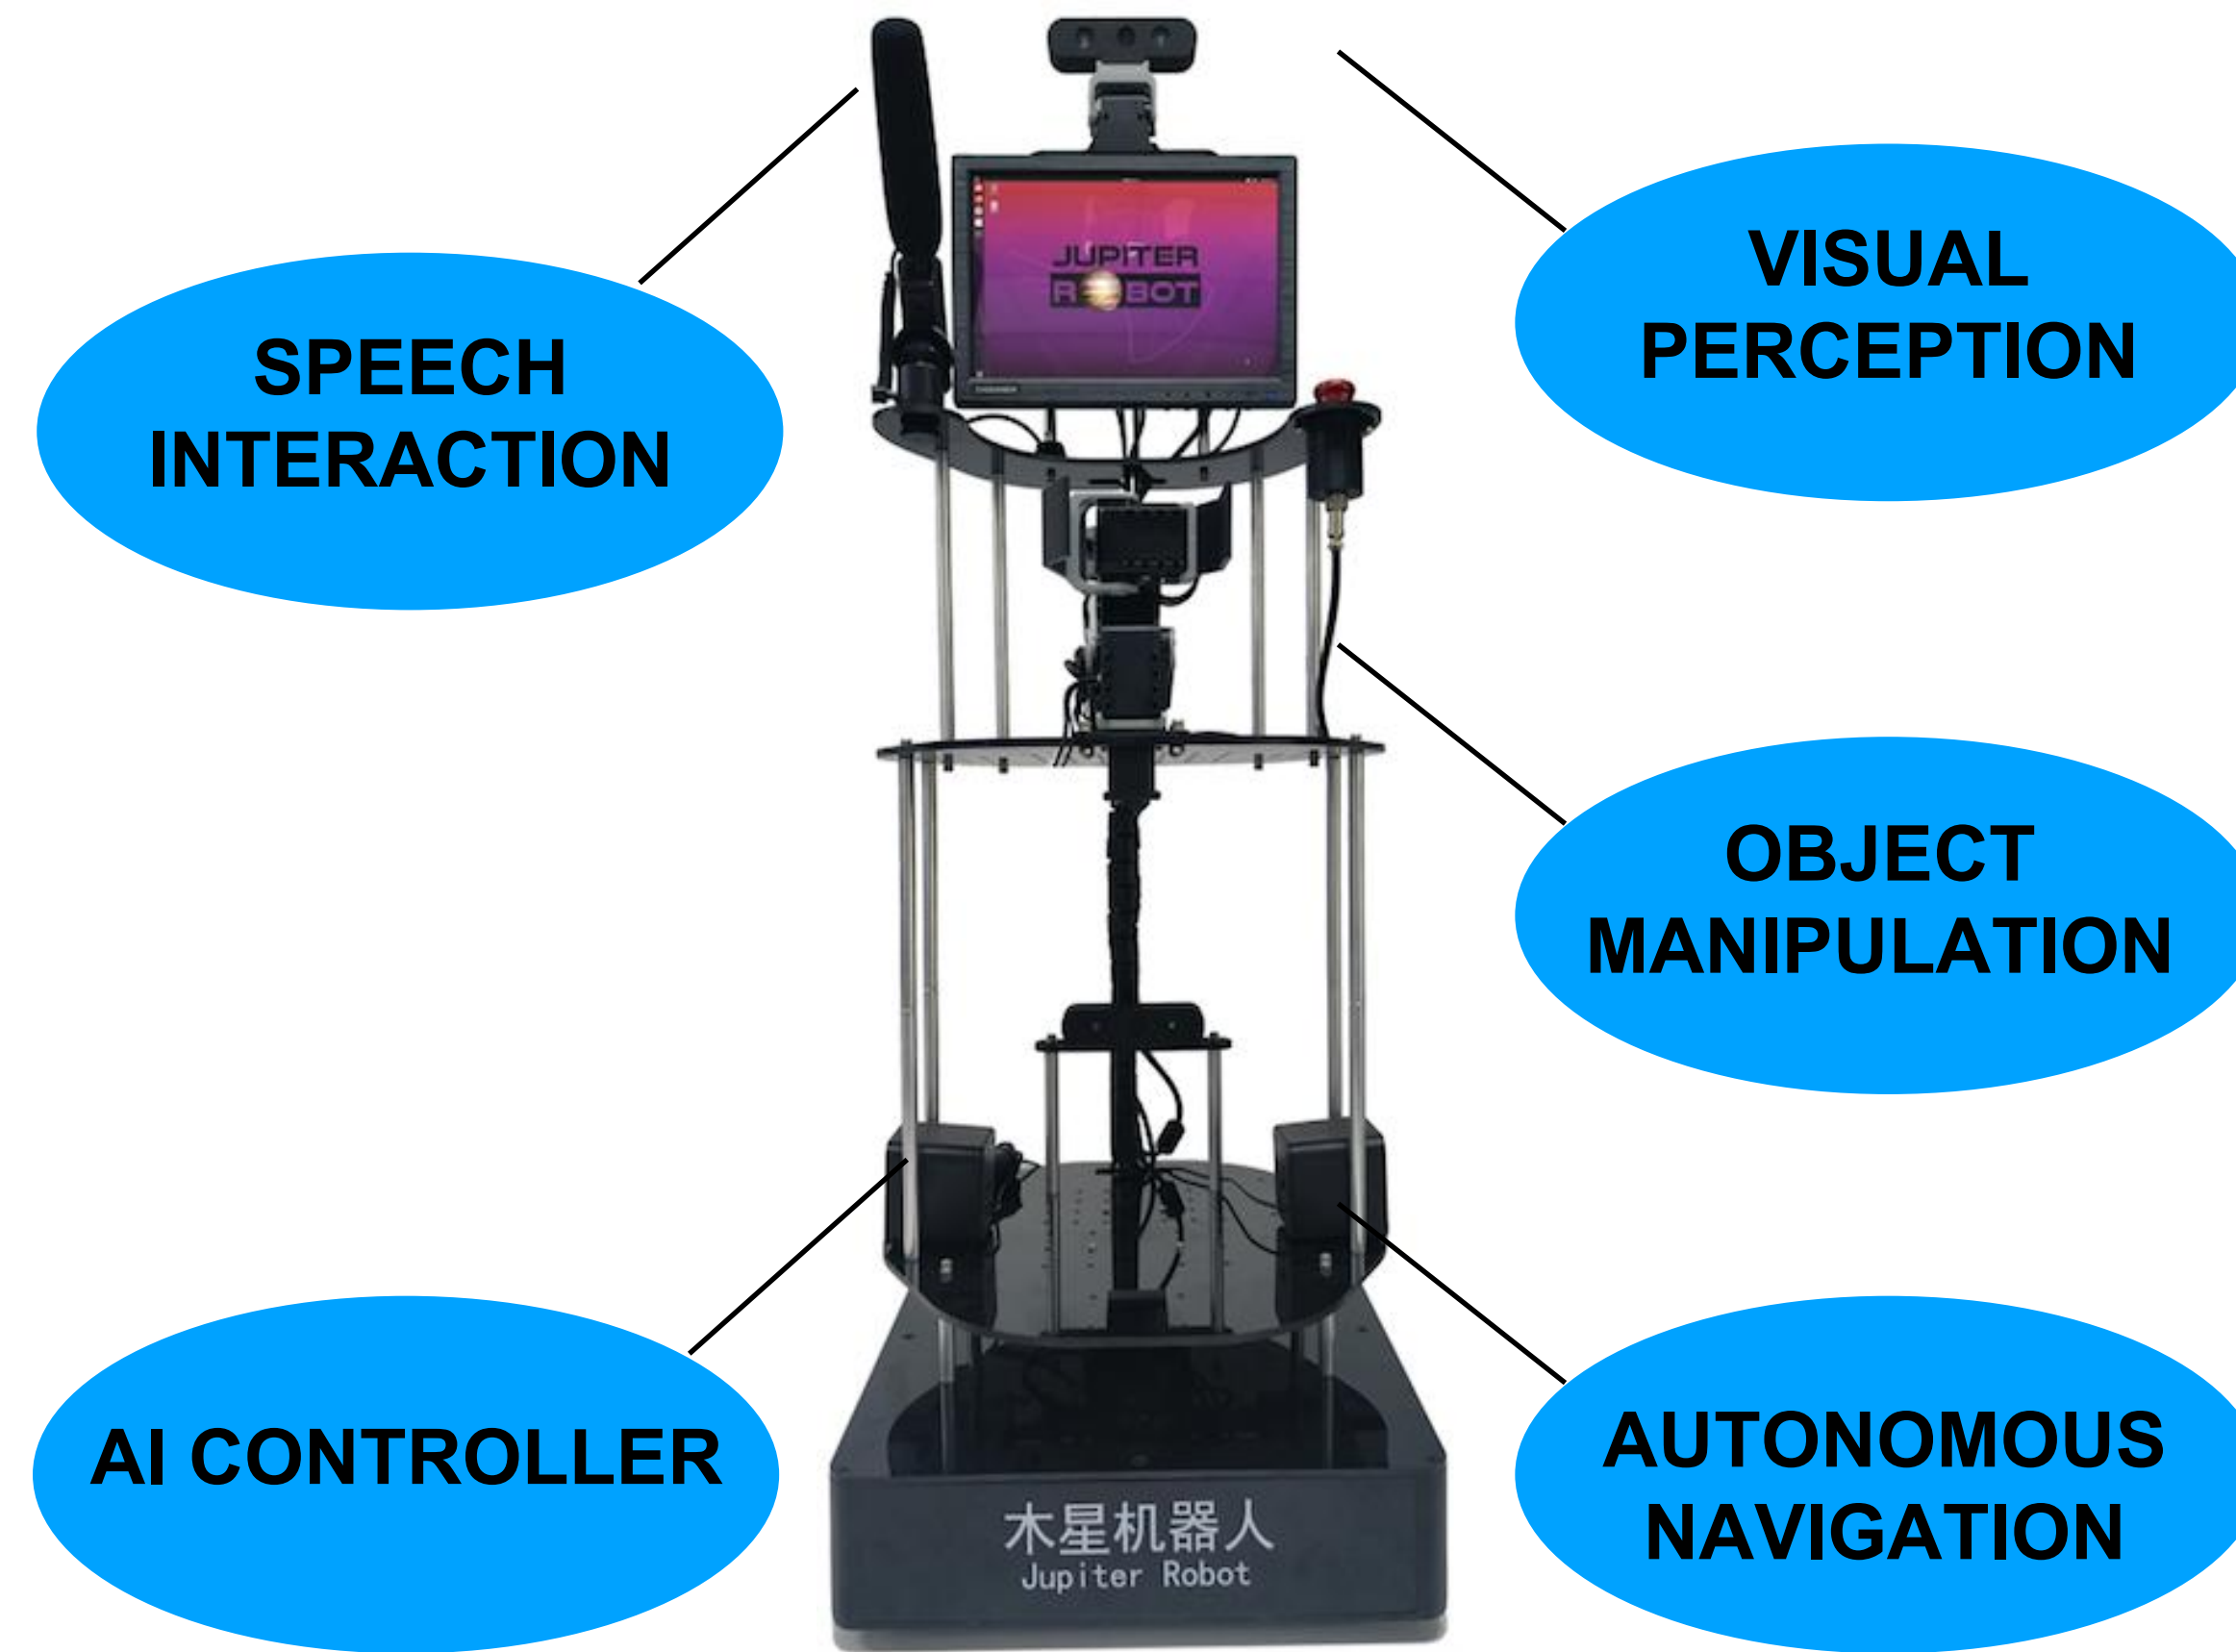 SPEECH
INTERACTION
VISUAL
PERCEPTION
JUPITER
ROBOT
OBJECT
MANIPULATION
AI CONTROLLER
AUTONOMOUS
NAVIGATION
木星机器人
Jupiter Robot